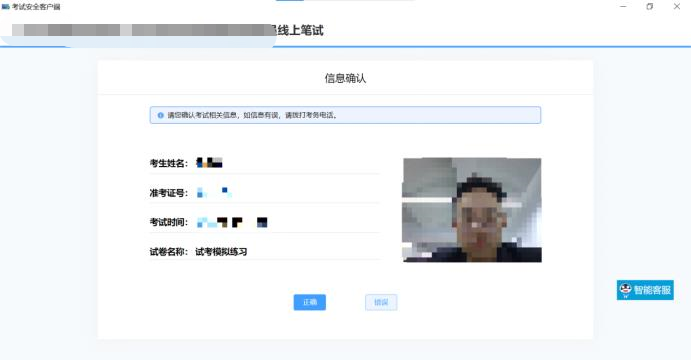 考试安全客户端
线上笔试
信息确认
请您确认考试相关信息，如信息有误，请拨打考务电话。
考生姓名：
准考证号：
考试时间：
试卷名称： 试考模拟练习
正确
错误
智能客服